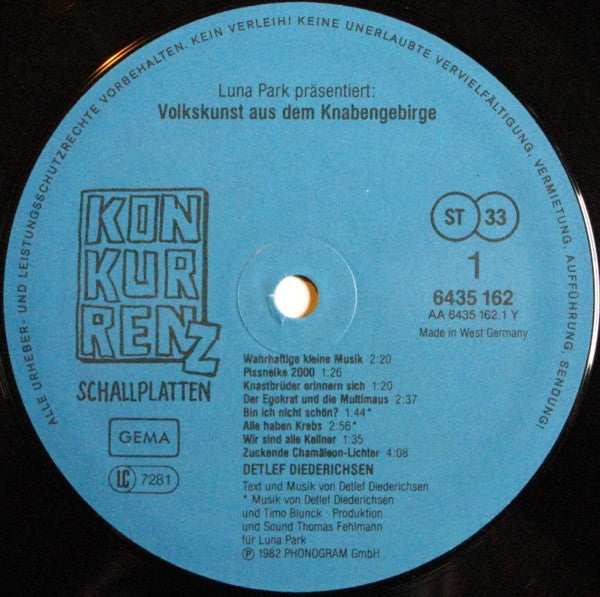 ALLE URHEBER- UND LEISTUNGSSCHUTZRECHTE VORBEHALTEN. KEIN VERLEIH! KEINE UNERLAUBTE VERVIELFÄLTIGUNG, VERMIETUNG, AUFFÜHRUNG, SENDUNG!
Luna Park präsentiert:
Volkskunst aus dem Knabengebirge
KON
KUR
RENZ
SCHALLPLATTEN
GEMA
LC 7281
ST 33
1
6435 162
AA 6435 162.1 Y
Made in West Germany
Wahrhaftige kleine Musik 2:20
Pissnelke 2000 1:26
Knastbrüder erinnern sich 1:20
Der Egokrat und die Multimaus 2:37
Bin ich nicht schön? 1:44*
Alle haben Krebs 2:56*
Wir sind alle Kellner 1:35
Zuckende Chamäleon-Lichter 4:08
DETLEF DIEDERICHSEN
Text und Musik von Detlef Diederichsen
* Musik von Detlef Diederichsen
und Timo Blunck · Produktion
und Sound Thomas Fehlmann
für Luna Park
Ⓟ 1982 PHONOGRAM GmbH